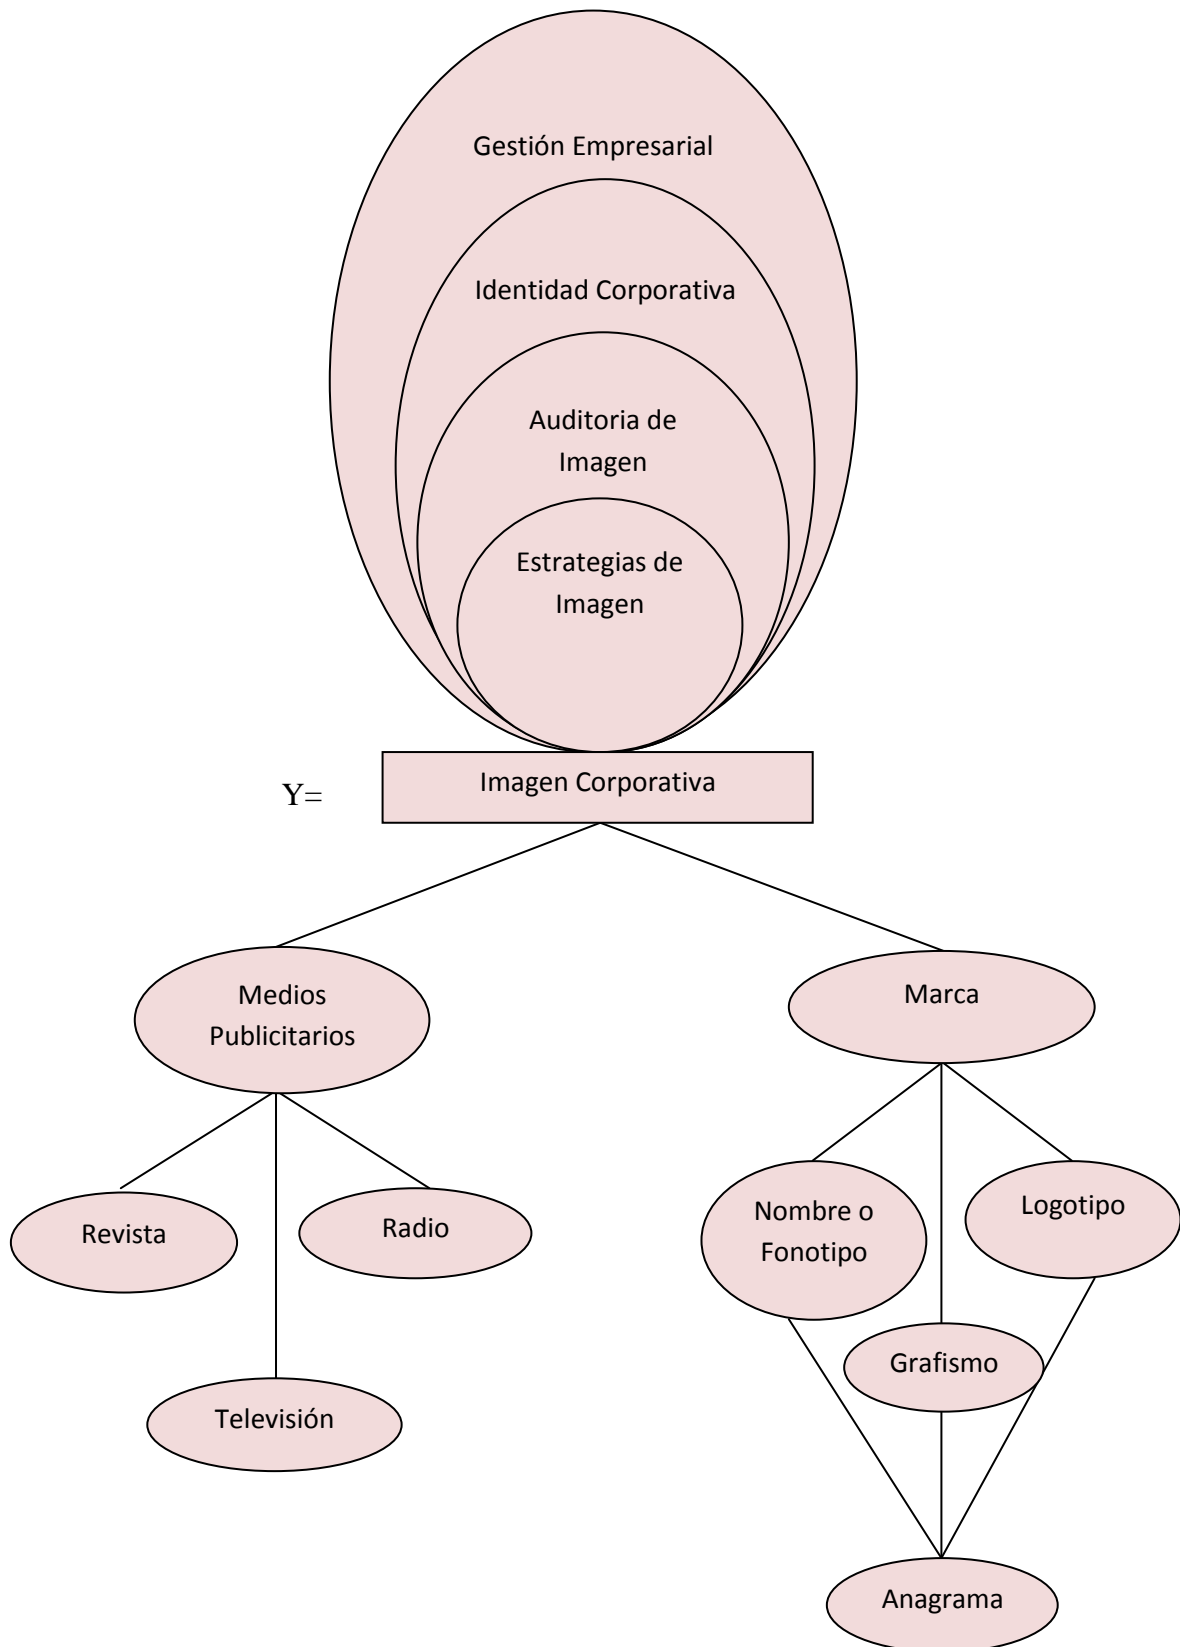 Gestión Empresarial
Identidad Corporativa
Auditoria de
Imagen
Estrategias de
Imagen
Y=
Imagen Corporativa
Medios
Publicitarios
Marca
Revista
Radio
Televisión
Nombre o
Fonotipo
Logotipo
Grafismo
Anagrama